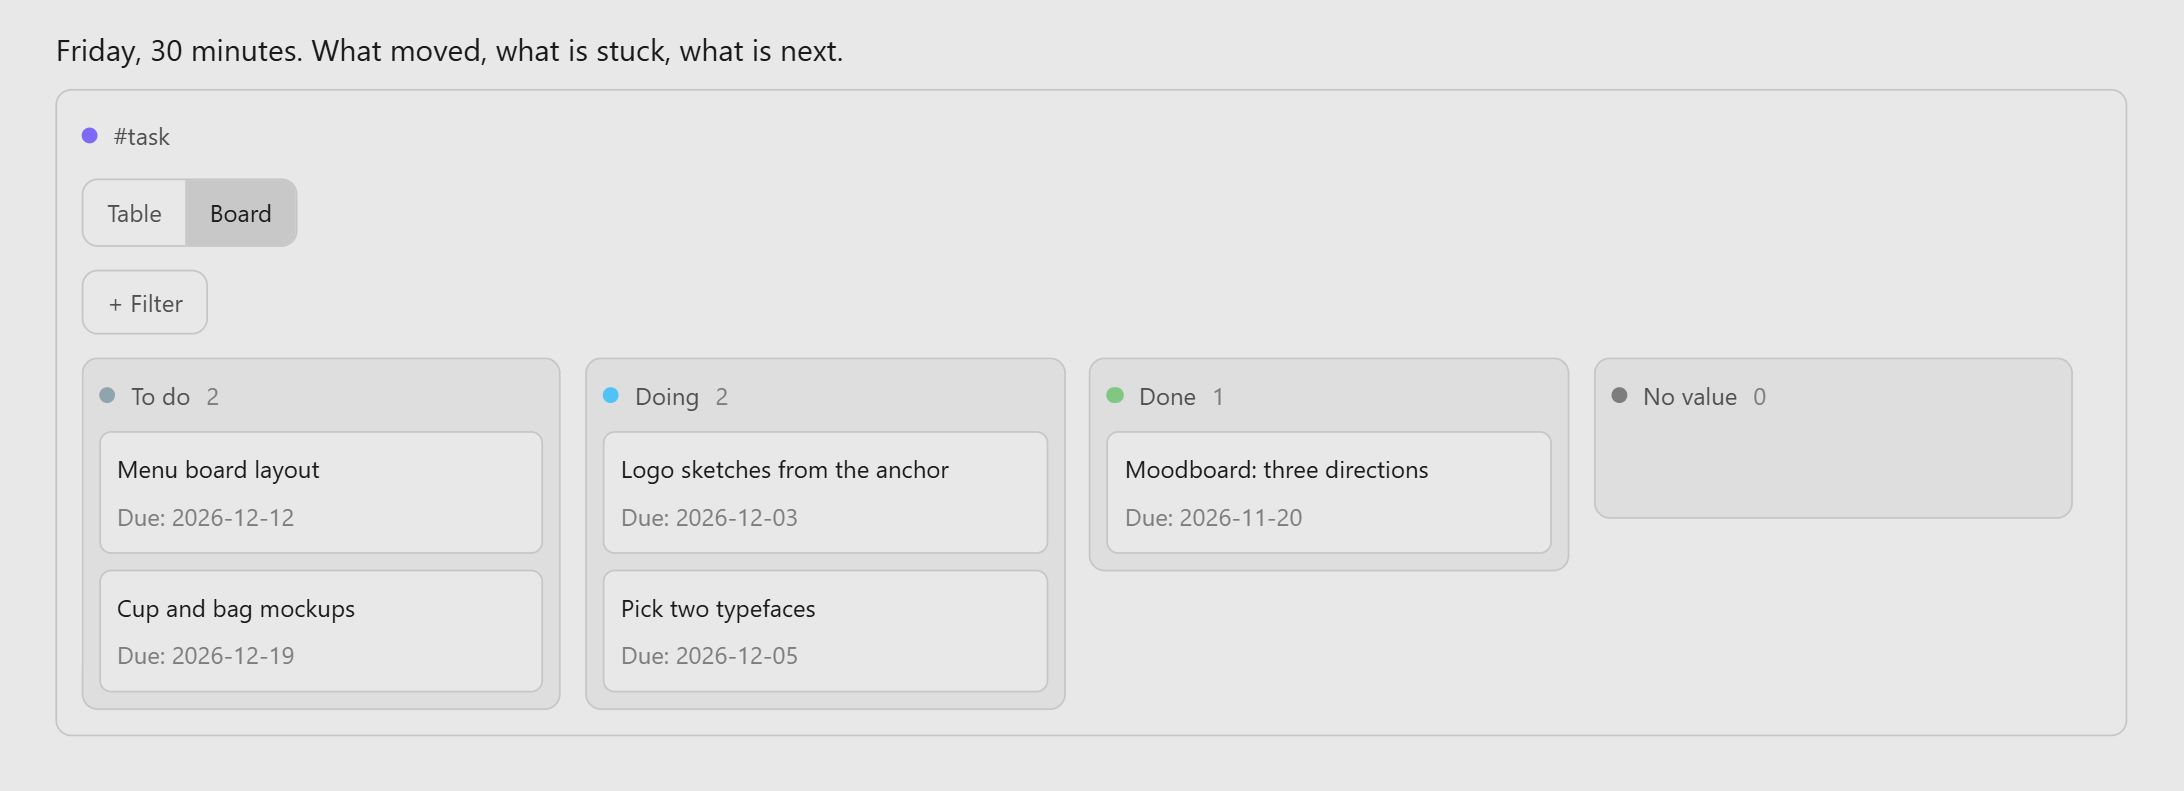 Friday, 30 minutes. What moved, what is stuck, what is next.
#task
Table Board
+ Filter
To do 2
Menu board layout
Due: 2026-12-12
Cup and bag mockups
Due: 2026-12-19
Doing 2
Logo sketches from the anchor
Due: 2026-12-03
Pick two typefaces
Due: 2026-12-05
Done 1
Moodboard: three directions
Due: 2026-11-20
No value 0